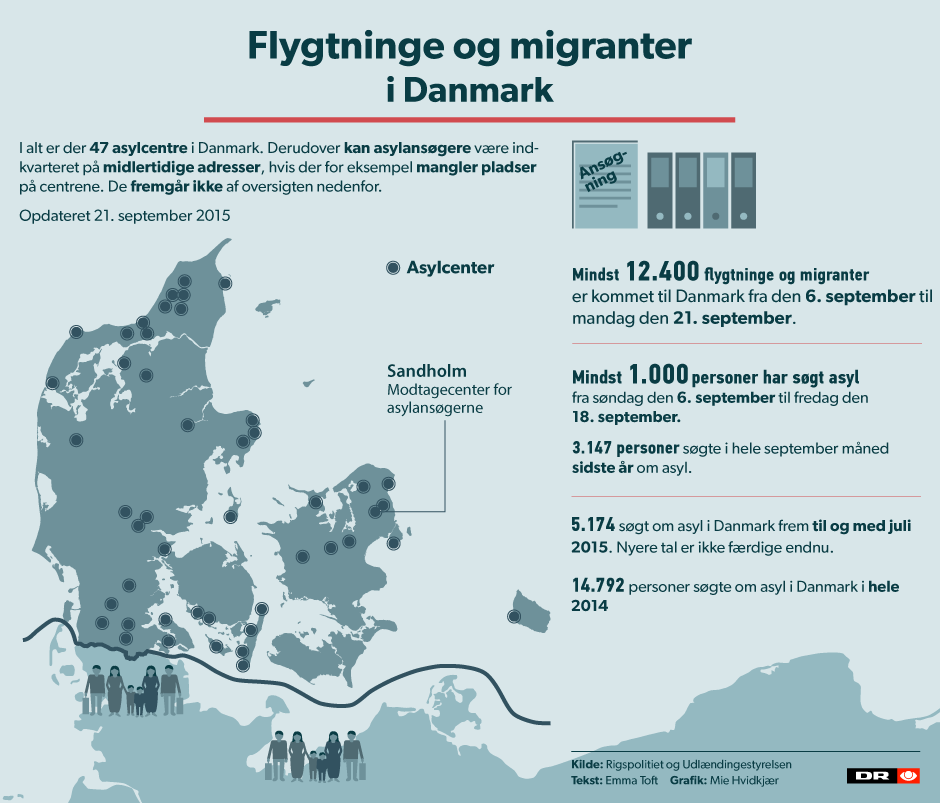 Flygtninge og migranter
i Danmark
I alt er der 47 asylcentre i Danmark. Derudover kan asylansøgere være ind-
kvarteret på midlertidige adresser, hvis der for eksempel mangler pladser
på centrene. De fremgår ikke af oversigten nedenfor.
Opdateret 21. september 2015
Asylcenter
Sandholm
Modtagecenter for
asylansøgerne
Ansøg-
ning
Mindst 12.400 flygtninge og migranter
er kommet til Danmark fra den 6. september til
mandag den 21. september.
Mindst 1.000 personer har søgt asyl
fra søndag den 6. september til fredag den
18. september.
3.147 personer søgte i hele september måned
sidste år om asyl.
5.174 søgt om asyl i Danmark frem til og med juli
2015. Nyere tal er ikke færdige endnu.
14.792 personer søgte om asyl i Danmark i hele
2014
Kilde: Rigspolitiet og Udlændingestyrelsen
Tekst: Emma Toft Grafik: Mie Hvidkjær
DR